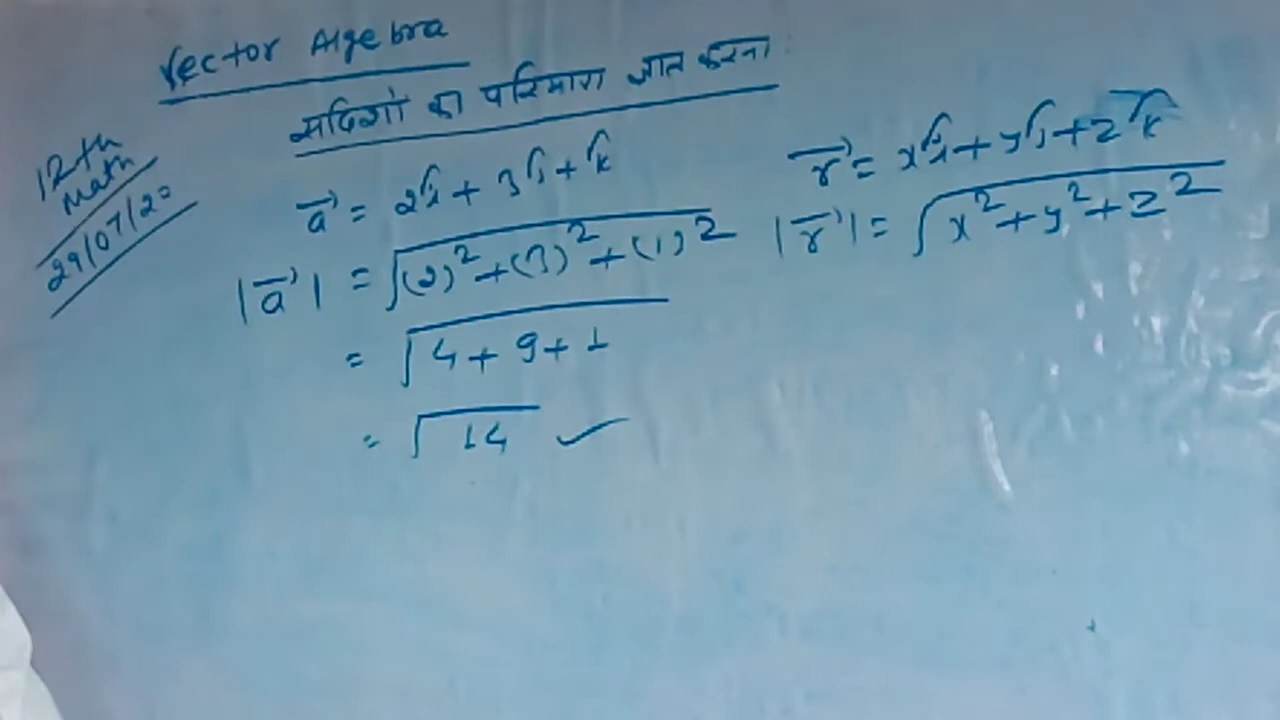 Vector Algebra
सदिशों का परिमाण ज्ञात करना
12th
Math
29/07/20
a⃗ = 2î + 3ĵ + k̂
|a⃗| = √(2)² + (3)² + (1)²
= √4 + 9 + 1
= √14 ✓
r⃗ = xî + yĵ + zk̂
|r⃗| = √x² + y² + z²